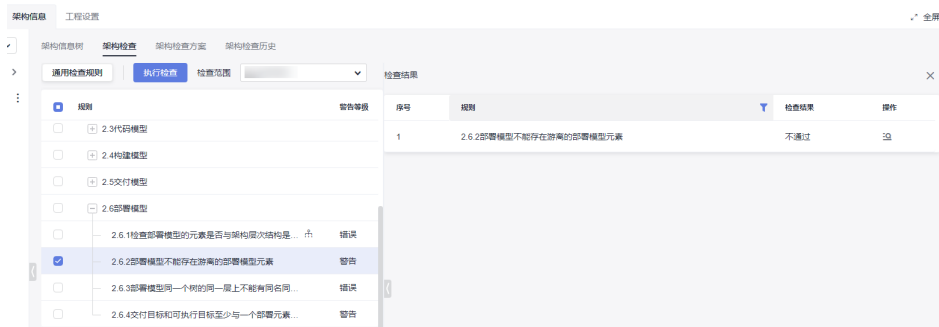 架构信息 工程设置 全屏
架构信息树 架构检查 架构检查方案 架构检查历史
通用检查规则 执行检查 检查范围
检查结果
规则 警告等级
序号 规则 检查结果 操作
2.3代码模型
1 2.6.2部署模型不能存在游离的部署模型元素 不通过
2.4构建模型
2.5交付模型
2.6部署模型
2.6.1检查部署模型的元素是否与架构层次结构是... 错误
2.6.2部署模型不能存在游离的部署模型元素 警告
2.6.3部署模型同一个树的同一层上不能有同名同... 错误
2.6.4交付目标和可执行目标至少与一个部署元素... 警告